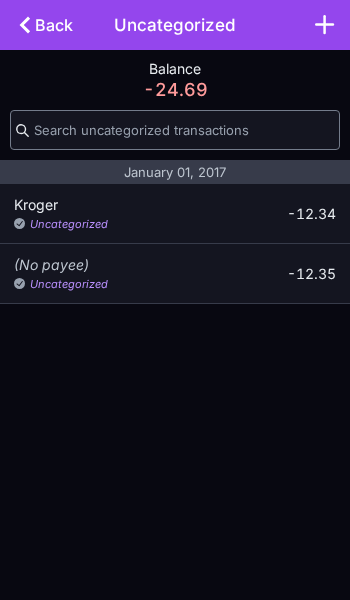 Back Uncategorized
Balance
-24.69
Search uncategorized transactions
January 01, 2017
Kroger
Uncategorized
-12.34
(No payee)
Uncategorized
-12.35